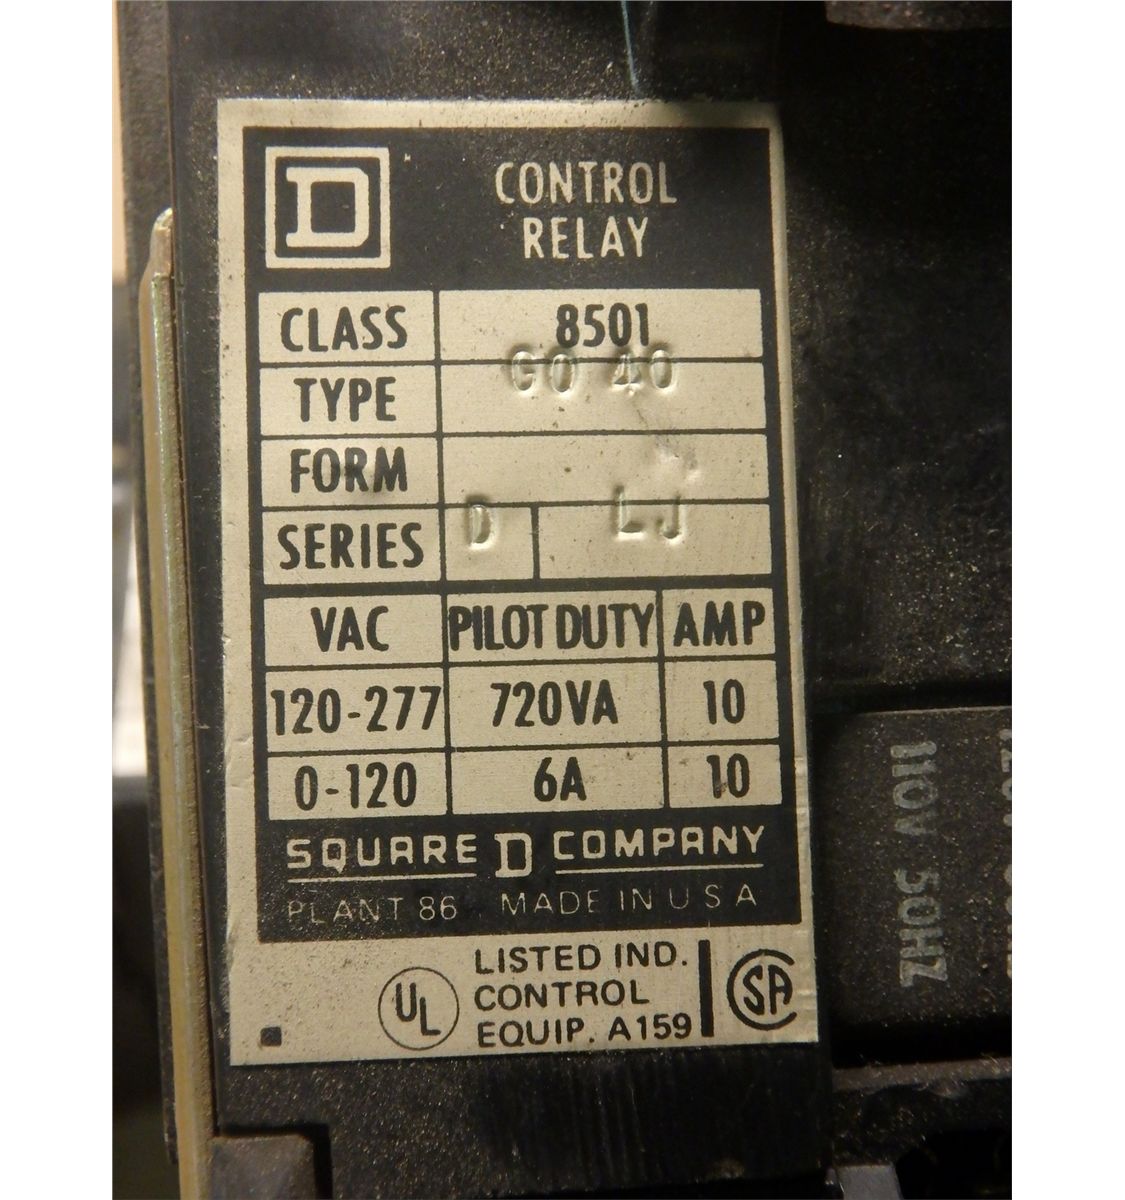 D
CONTROL
RELAY
CLASS 8501
TYPE GO 40
FORM
SERIES D LJ
VAC PILOT DUTY AMP
120-277 720VA 10
0-120 6A 10
SQUARE D COMPANY
PLANT 86 MADE IN U S A
UL
LISTED IND.
CONTROL
EQUIP. A159
SA
110V 50HZ